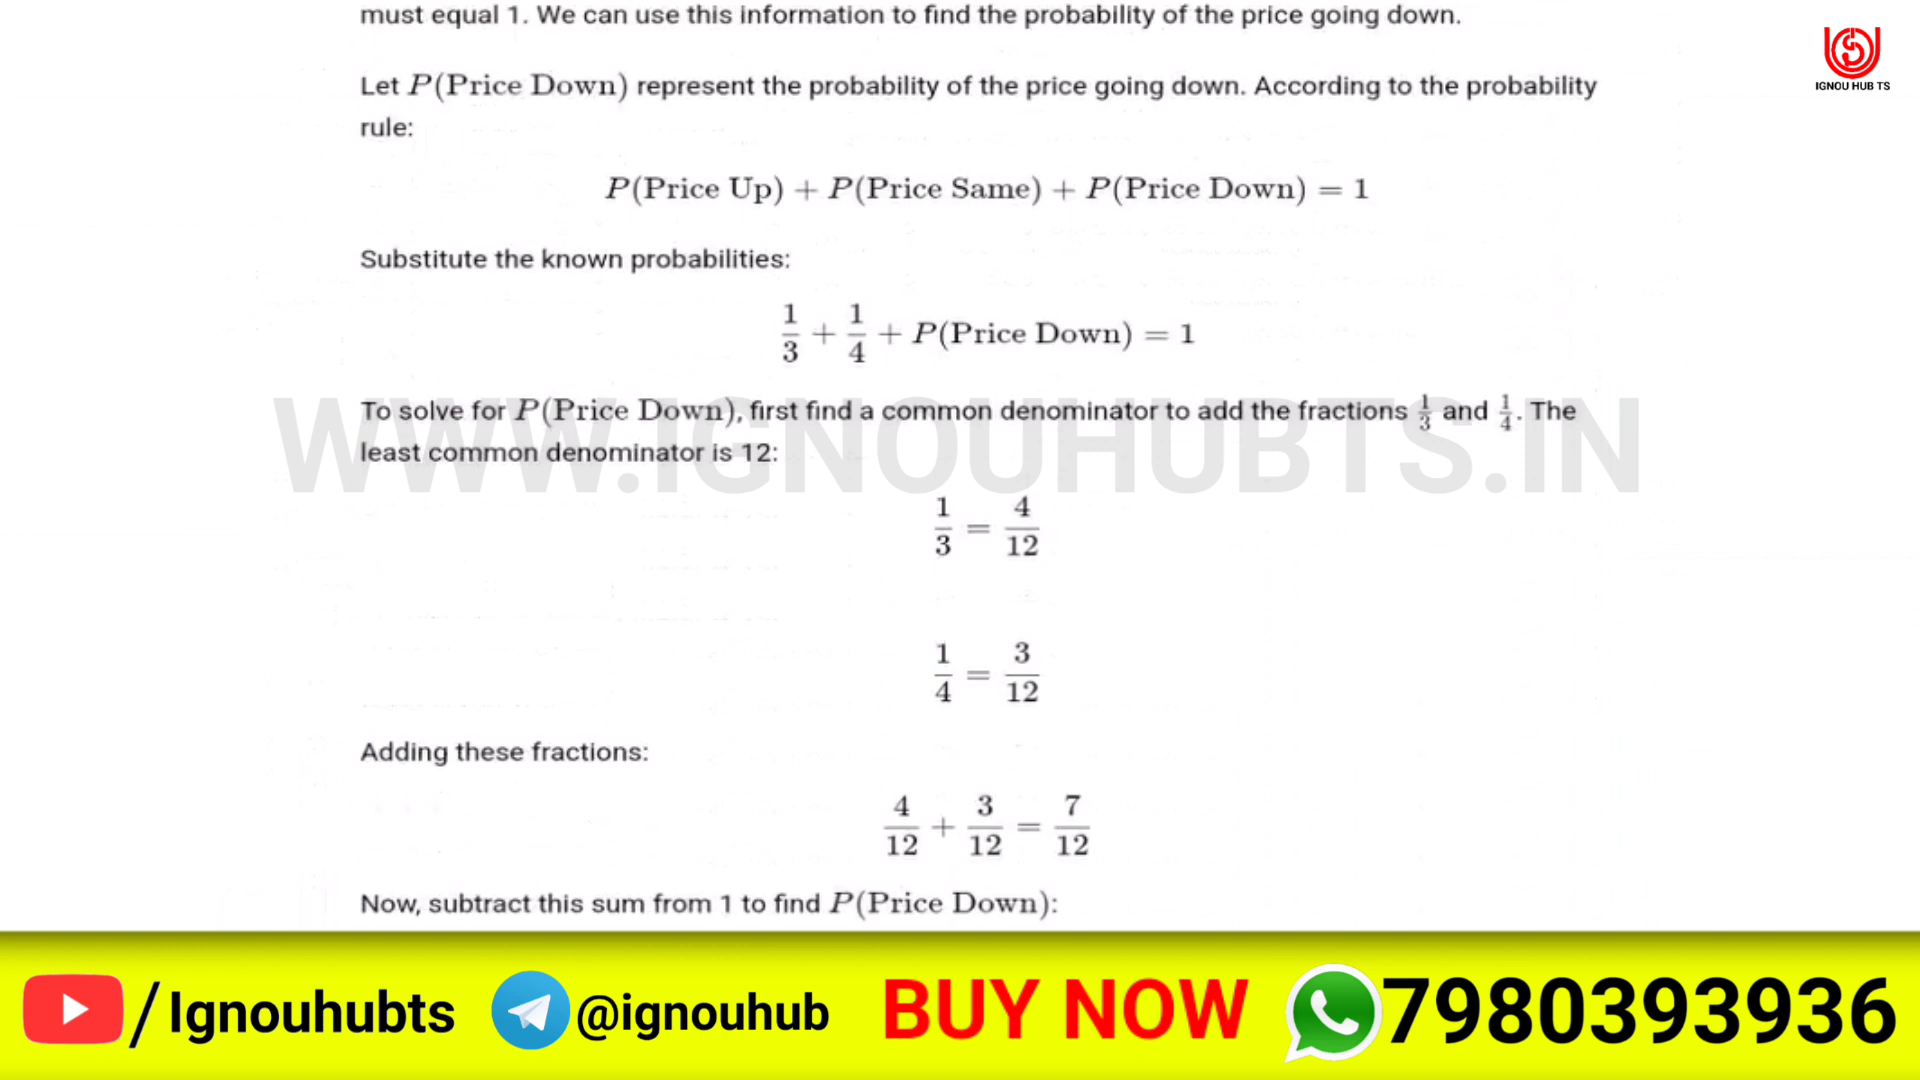 must equal 1. We can use this information to find the probability of the price going down.
IGNOU HUB TS
Let P(Price Down) represent the probability of the price going down. According to the probability
rule:
P(Price Up) + P(Price Same) + P(Price Down) = 1
Substitute the known probabilities:
1/3 + 1/4 + P(Price Down) = 1
To solve for P(Price Down), first find a common denominator to add the fractions 1/3 and 1/4. The
least common denominator is 12:
WWW.IGNOUHUBTS.IN
1/3 = 4/12
1/4 = 3/12
Adding these fractions:
4/12 + 3/12 = 7/12
Now, subtract this sum from 1 to find P(Price Down):
/Ignouhubts @ignouhub BUY NOW 7980393936